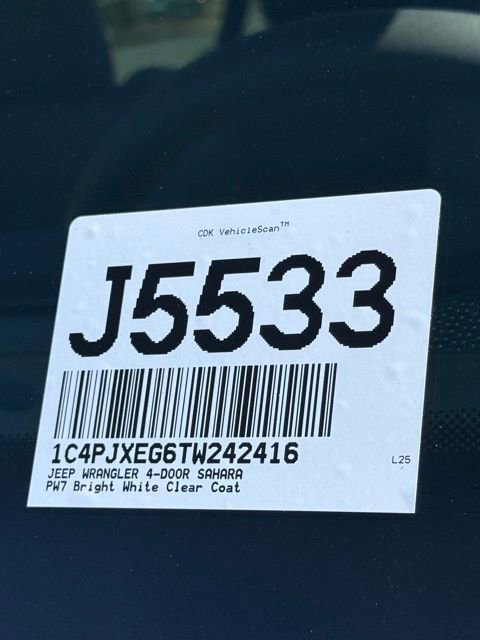 CDK VehicleScan™
J5533
1C4PJXEG6TW242416
JEEP WRANGLER 4-DOOR SAHARA
PW7 Bright White Clear Coat
L25